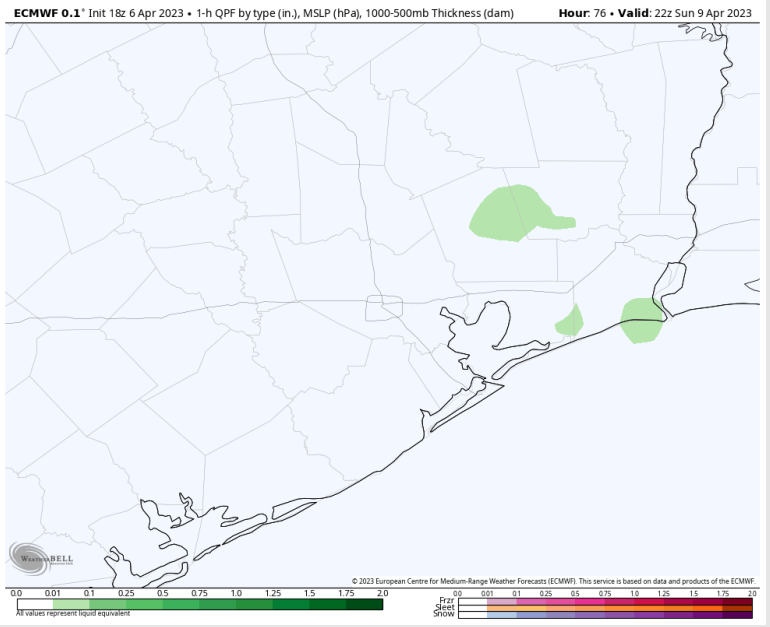 ECMWF 0.1° Init 18z 6 Apr 2023 • 1-h QPF by type (in.), MSLP (hPa), 1000-500mb Thickness (dam) Hour: 76 • Valid: 22z Sun 9 Apr 2023
WEATHERBELL
© 2023 European Centre for Medium-Range Weather Forecasts (ECMWF). This service is based on data and products of the ECMWF.
0.0 0.01 0.1 0.25 0.5 0.75 1.0 1.25 1.5 1.75 2.0
All values represent liquid equivalent
0.0 0.01 0.1 0.25 0.5 0.75 1.0 1.25 1.5 1.75 2.0
Frzr
Sleet
Snow